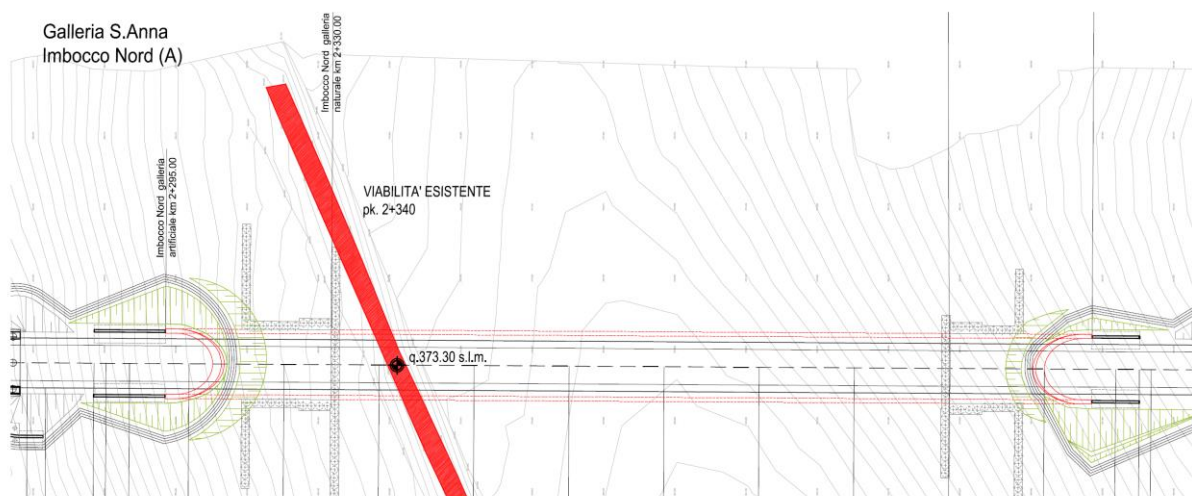 Galleria S.Anna
Imbocco Nord (A)
Imbocco Nord galleria
naturale km 2+330.00
Imbocco Nord galleria
artificiale km 2+295.00
VIABILITA' ESISTENTE
pk. 2+340
q.373.30 s.l.m.